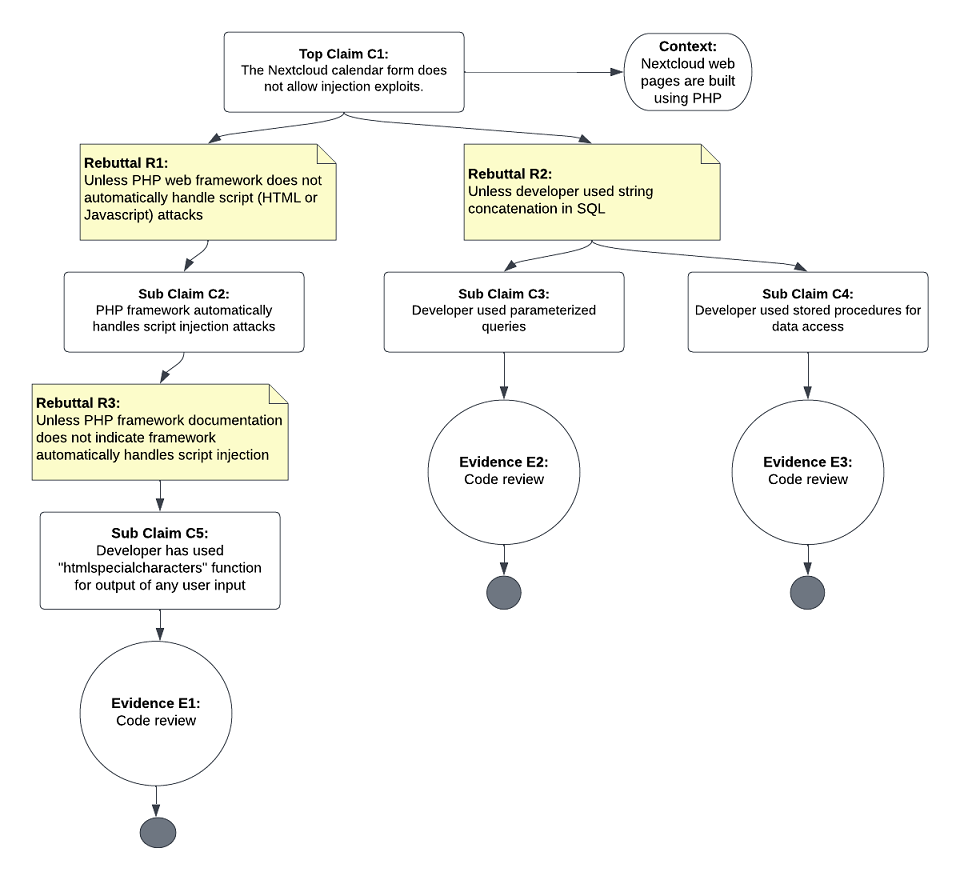 Top Claim C1:
The Nextcloud calendar form does
not allow injection exploits.
Context:
Nextcloud web
pages are built
using PHP
Rebuttal R1:
Unless PHP web framework does not
automatically handle script (HTML or
Javascript) attacks
Rebuttal R2:
Unless developer used string
concatenation in SQL
Sub Claim C2:
PHP framework automatically
handles script injection attacks
Sub Claim C3:
Developer used parameterized
queries
Sub Claim C4:
Developer used stored procedures for
data access
Rebuttal R3:
Unless PHP framework documentation
does not indicate framework
automatically handles script injection
Evidence E2:
Code review
Evidence E3:
Code review
Sub Claim C5:
Developer has used
"htmlspecialcharacters" function
for output of any user input
Evidence E1:
Code review